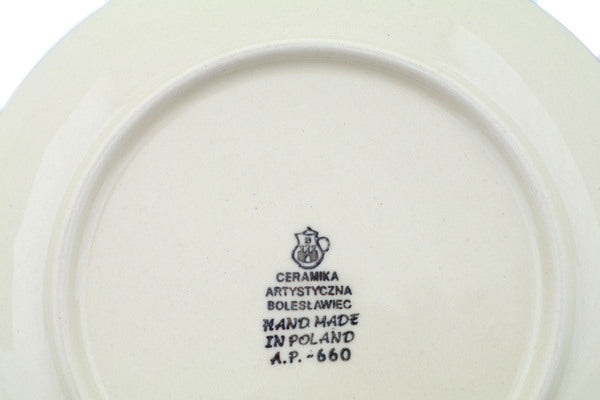 CERAMIKA
ARTYSTYCZNA
BOLESŁAWIEC
HAND MADE
IN POLAND
A.P.-660